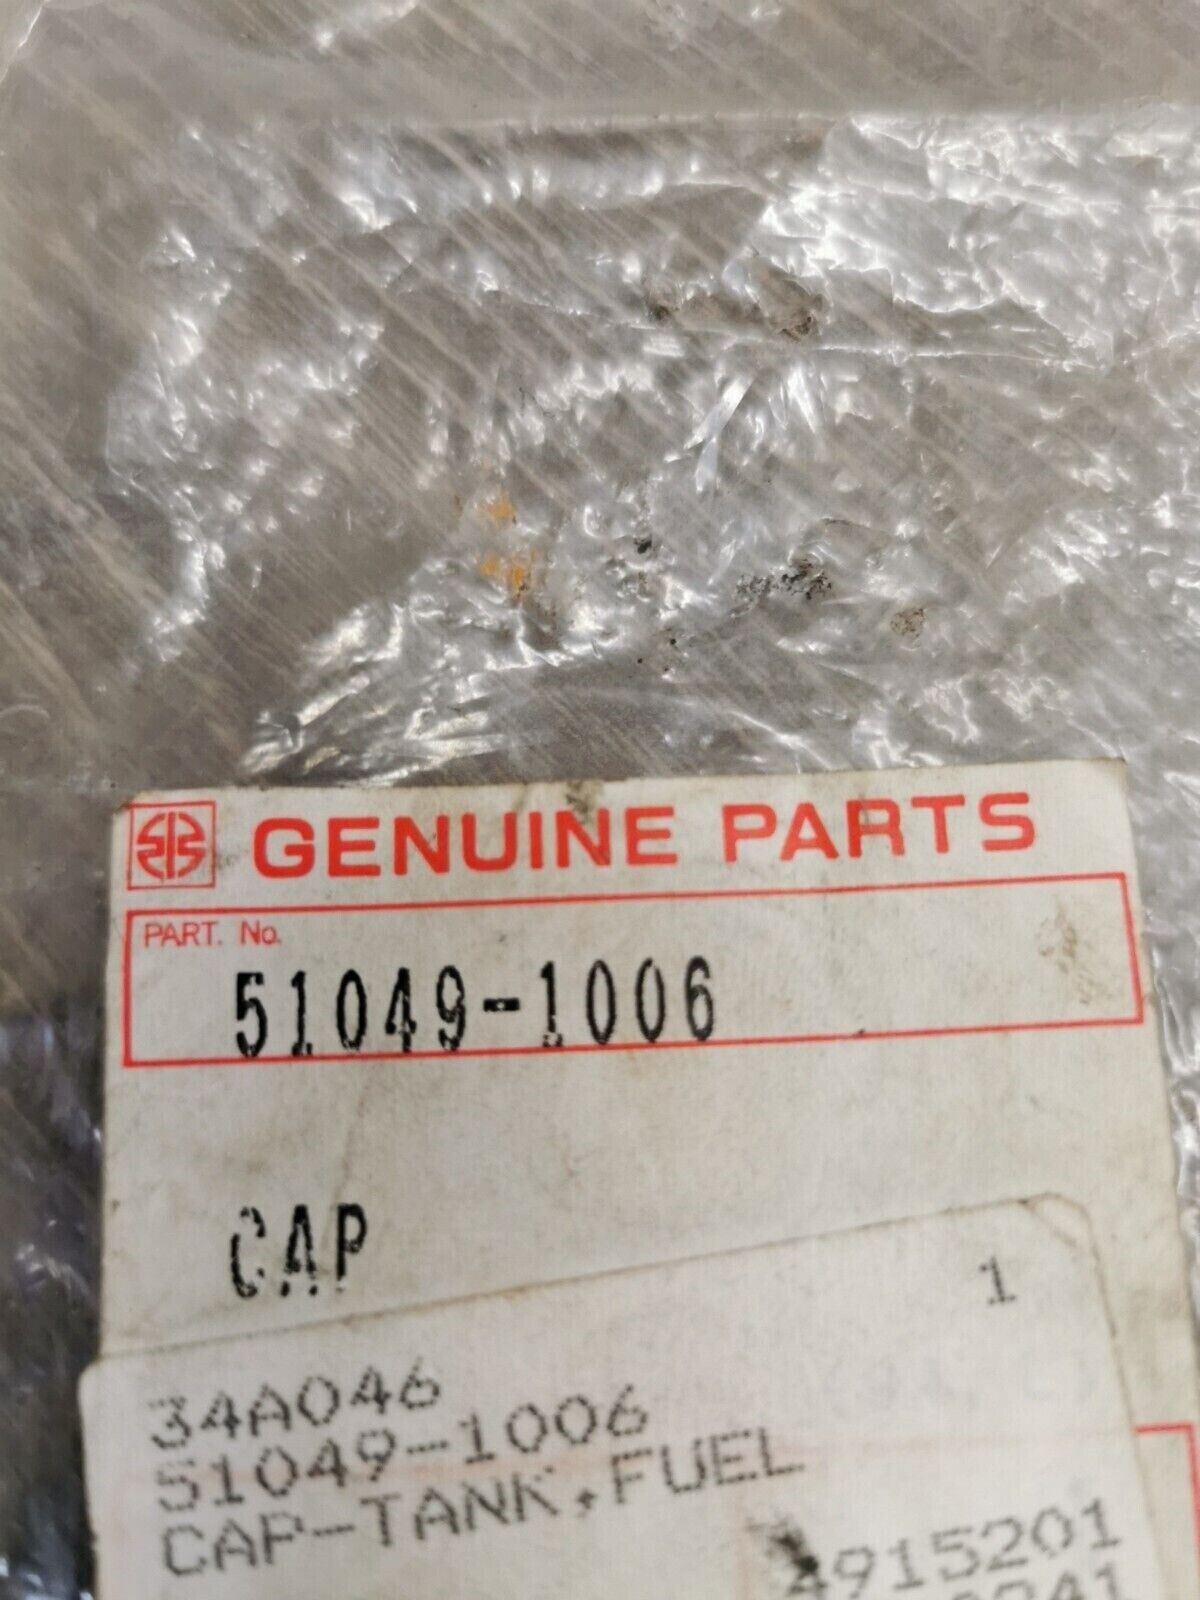 GENUINE PARTS
PART. No.
51049-1006
CAP
1
34A046
51049-1006
CAP-TANK,FUEL
4915201